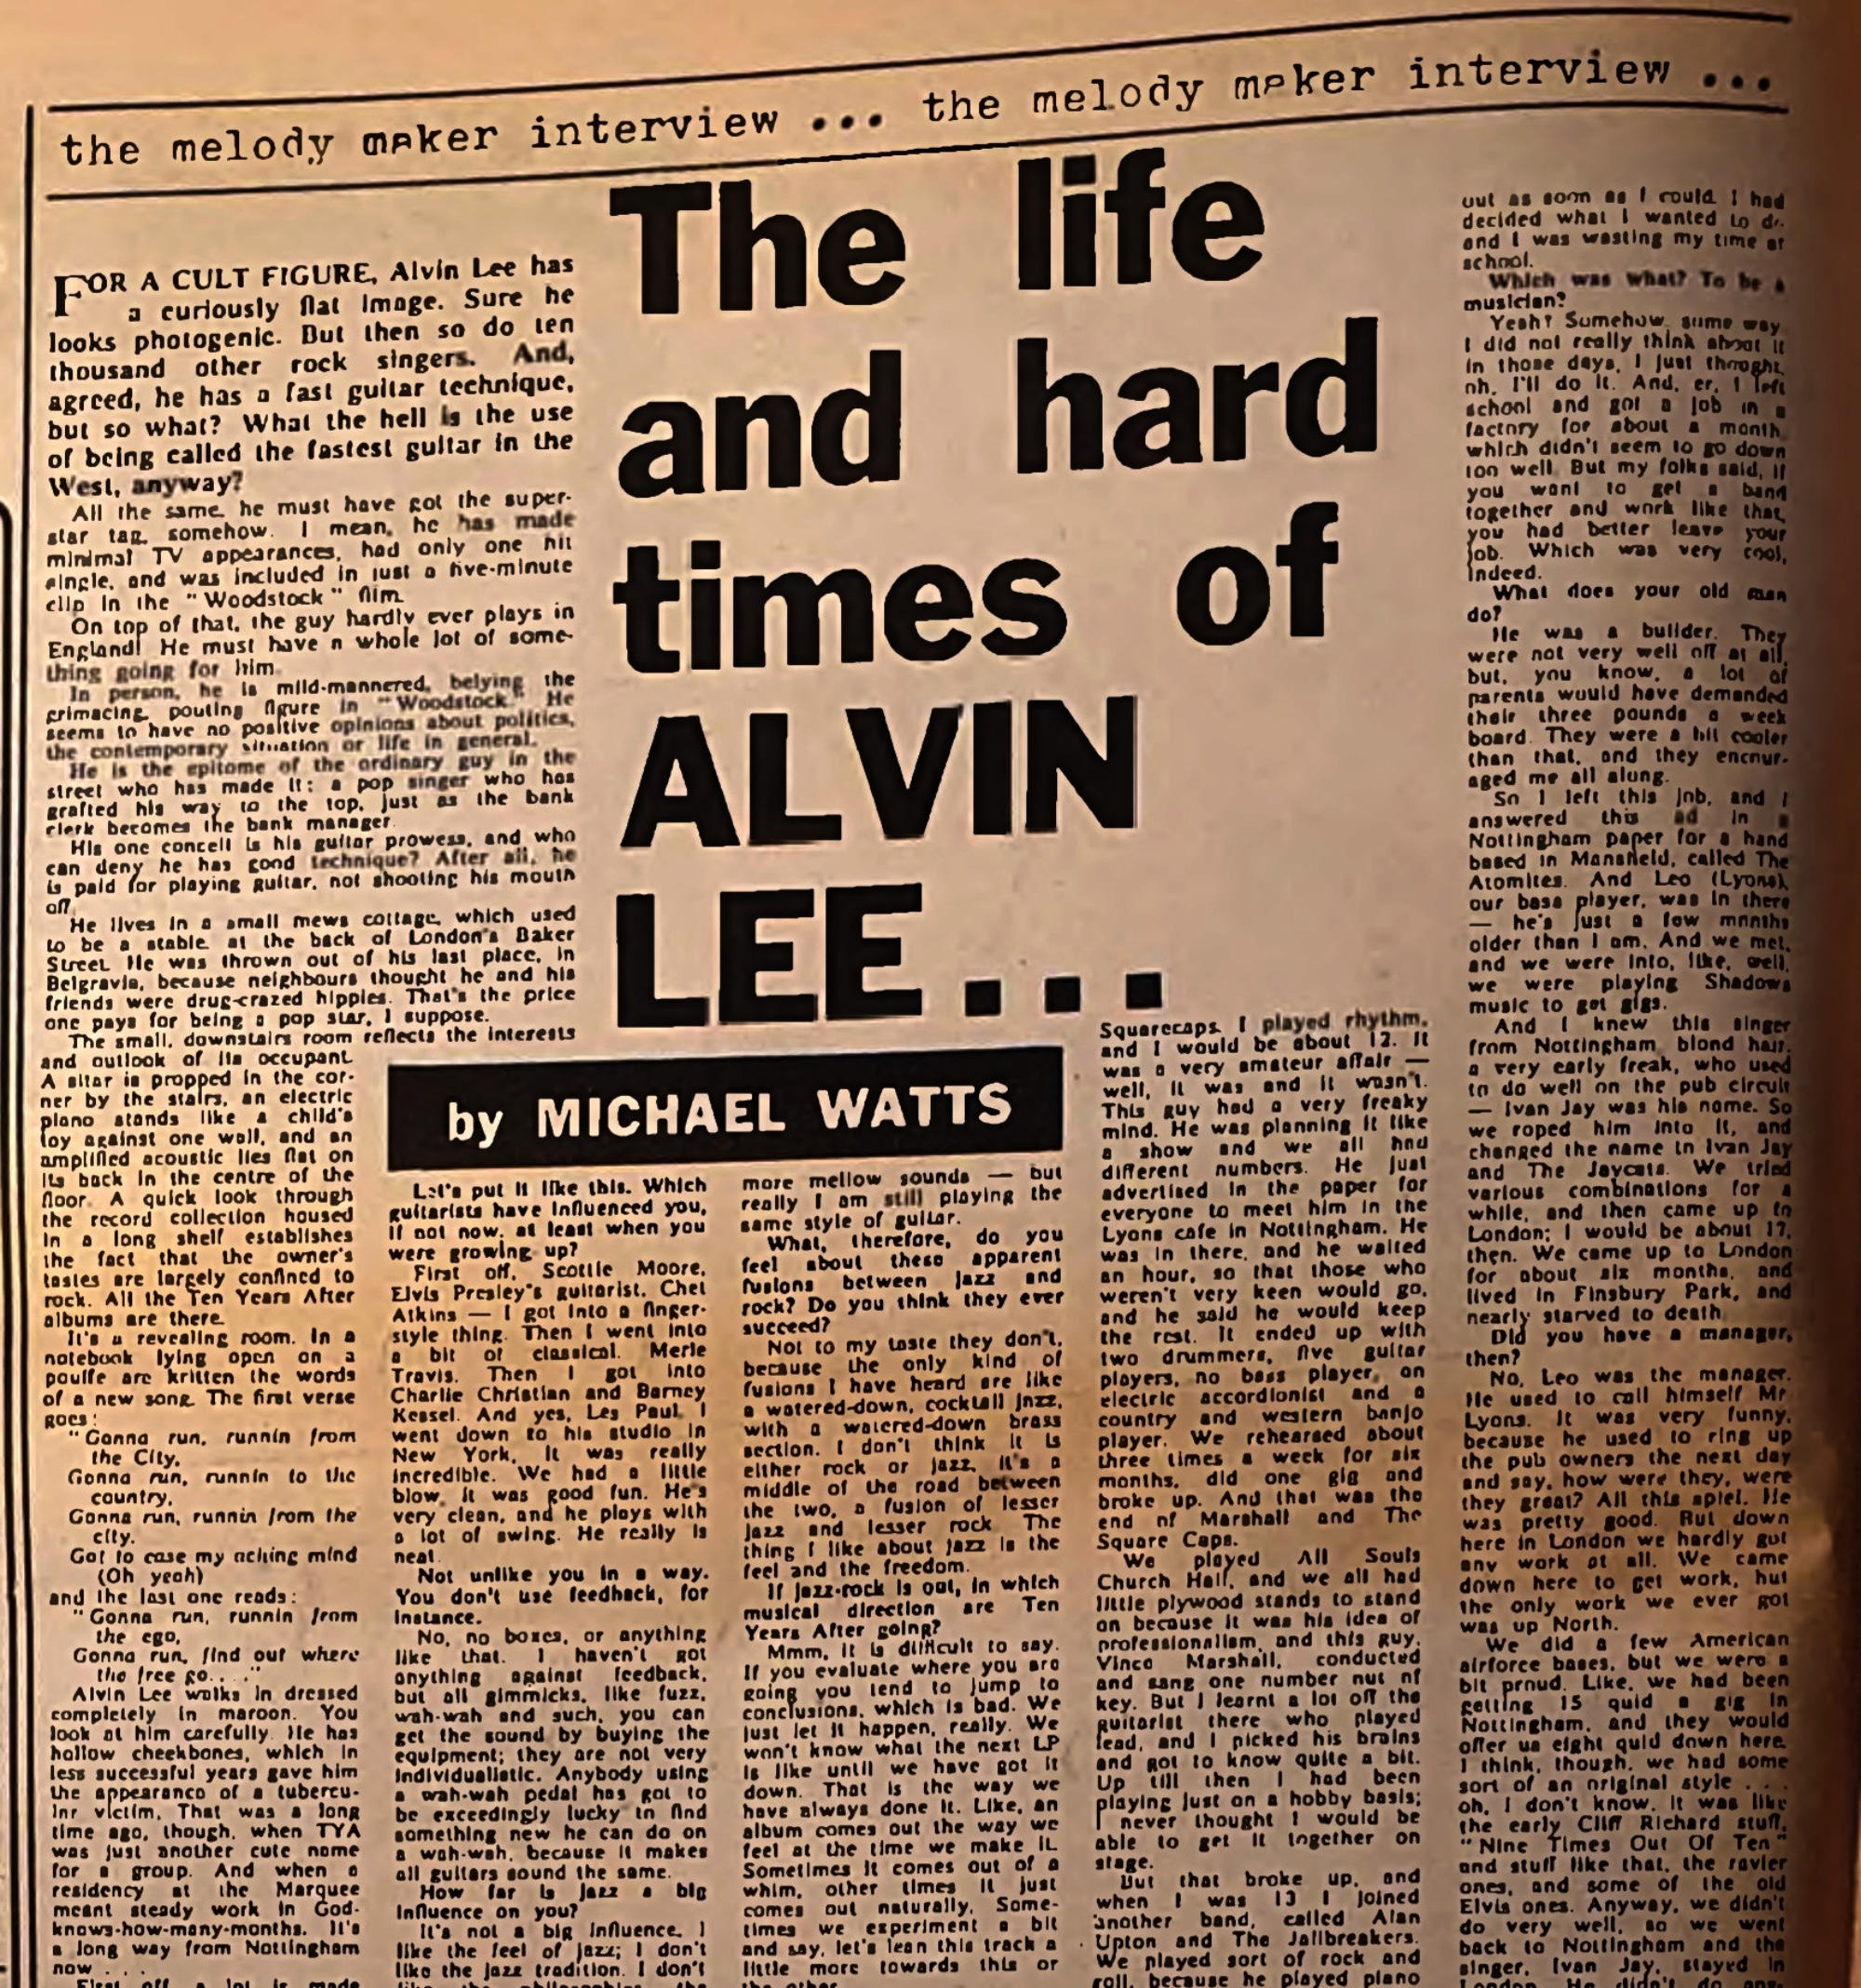 the melody maker interview ... the melody maker interview ...
The life
and hard
times of
ALVIN
LEE...
by MICHAEL WATTS
FOR A CULT FIGURE, Alvin Lee has
a curiously flat image. Sure he
looks photogenic. But then so do ten
thousand other rock singers. And,
agreed, he has a fast guitar technique,
but so what? What the hell is the use
of being called the fastest guitar in the
West, anyway?
All the same, he must have got the super-
star tag, somehow. I mean, he has made
minimal TV appearances, had only one hit
single, and was included in just a five-minute
clip in the "Woodstock" film.
On top of that, the guy hardly ever plays in
England! He must have a whole lot of some-
thing going for him.
In person, he is mild-mannered, belying the
grimacing, pouting figure in "Woodstock." He
seems to have no positive opinions about politics,
the contemporary situation or life in general.
He is the epitome of the ordinary guy in the
street who has made it: a pop singer who has
grafted his way to the top, just as the bank
clerk becomes the bank manager.
His one conceit is his guitar prowess, and who
can deny he has good technique? After all, he
is paid for playing guitar, not shooting his mouth
off.
He lives in a small mews cottage, which used
to be a stable, at the back of London's Baker
Street. He was thrown out of his last place, in
Belgravia, because neighbours thought he and his
friends were drug-crazed hippies. That's the price
one pays for being a pop star, I suppose.
The small, downstairs room reflects the interests
and outlook of its occupant.
A sitar is propped in the cor-
ner by the stairs, an electric
piano stands like a child's
toy against one wall, and an
amplified acoustic lies flat on
its back in the centre of the
floor. A quick look through
the record collection housed
in a long shelf establishes
the fact that the owner's
tastes are largely confined to
rock. All the Ten Years After
albums are there.
It's a revealing room. In a
notebook lying open on a
pouffe are kritten the words
of a new song. The first verse
goes:
"Gonna run, runnin from
the City,
Gonna run, runnin to the
country,
Gonna run, runnin from the
city.
Got to ease my aching mind
(Oh yeah)
and the last one reads:
"Gonna run, runnin from
the ego,
Gonna run, find out where
the free go. . . ."
Alvin Lee walks in dressed
completely in maroon. You
look at him carefully. He has
hollow cheekbones, which in
less successful years gave him
the appearance of a tubercu-
lar victim. That was a long
time ago, though, when TYA
was just another cute name
for a group. And when a
residency at the Marquee
meant steady work in God-
knows-how-many-months. It's
a long way from Nottingham
now . . .
First off, a lot is made
Let's put it like this. Which
guitarists have influenced you,
if not now, at least when you
were growing up?
First off, Scottie Moore,
Elvis Presley's guitarist. Chet
Atkins — I got into a finger-
style thing. Then I went into
a bit of classical. Merle
Travis. Then I got into
Charlie Christian and Barney
Kessel. And yes, Les Paul. I
went down to his studio in
New York. It was really
incredible. We had a little
blow. It was good fun. He's
very clean, and he plays with
a lot of swing. He really is
neat.
Not unlike you in a way.
You don't use feedback, for
instance.
No, no boxes, or anything
like that. I haven't got
anything against feedback,
but all gimmicks, like fuzz,
wah-wah and such, you can
get the sound by buying the
equipment; they are not very
individualistic. Anybody using
a wah-wah pedal has got to
be exceedingly lucky to find
something new he can do on
a wah-wah, because it makes
all guitars sound the same.
How far is jazz a big
influence on you?
It's not a big influence. I
like the feel of jazz; I don't
like the jazz tradition. I don't
more mellow sounds — but
really I am still playing the
same style of guitar.
What, therefore, do you
feel about these apparent
fusions between jazz and
rock? Do you think they ever
succeed?
Not to my taste they don't,
because the only kind of
fusions I have heard are like
a watered-down, cocktail jazz,
with a watered-down brass
section. I don't think it is
either rock or jazz, it's a
middle of the road between
the two, a fusion of lesser
jazz and lesser rock. The
thing I like about jazz is the
feel and the freedom.
If jazz-rock is out, in which
musical direction are Ten
Years After going?
Mmm, it is difficult to say.
If you evaluate where you are
going you tend to jump to
conclusions, which is bad. We
just let it happen, really. We
won't know what the next LP
is like until we have got it
down. That is the way we
have always done it. Like, an
album comes out the way we
feel at the time we make it.
Sometimes it comes out of a
whim, other times it just
comes out naturally. Some-
times we experiment a bit
and say, let's lean this track a
little more towards this or
the other.
Squarecaps. I played rhythm,
and I would be about 12. It
was a very amateur affair —
well, it was and it wasn't.
This guy had a very freaky
mind. He was planning it like
a show and we all had
different numbers. He just
advertised in the paper for
everyone to meet him in the
Lyons cafe in Nottingham. He
was in there, and he waited
an hour, so that those who
weren't very keen would go,
and he said he would keep
the rest. It ended up with
two drummers, five guitar
players, no bass player, an
electric accordionist and a
country and western banjo
player. We rehearsed about
three times a week for six
months, did one gig and
broke up. And that was the
end of Marshall and The
Square Caps.
We played All Souls
Church Hall, and we all had
little plywood stands to stand
on because it was his idea of
professionalism, and this guy,
Vince Marshall, conducted
and sang one number out of
key. But I learnt a lot off the
guitarist there who played
lead, and I picked his brains
and got to know quite a bit.
Up till then I had been
playing just on a hobby basis;
I never thought I would be
able to get it together on
stage.
But that broke up, and
when I was 13 I joined
another band, called Alan
Upton and The Jailbreakers.
We played sort of rock and
roll, because he played piano
out as soon as I could. I had
decided what I wanted to do
and I was wasting my time at
school.
Which was what? To be a
musician?
Yeah? Somehow, some way.
I did not really think about it
in those days, I just thought,
oh, I'll do it. And, er, I left
school and got a job in a
factory for about a month,
which didn't seem to go down
too well. But my folks said, if
you want to get a band
together and work like that,
you had better leave your
job. Which was very cool,
indeed.
What does your old man
do?
He was a builder. They
were not very well off at all,
but, you know, a lot of
parents would have demanded
their three pounds a week
board. They were a bit cooler
than that, and they encour-
aged me all along.
So I left this job, and I
answered this ad in a
Nottingham paper for a band
based in Mansfield, called The
Atomites. And Leo (Lyons),
our bass player, was in there
— he's just a few months
older than I am. And we met,
and we were into, like, well,
we were playing Shadows
music to get gigs.
And I knew this singer
from Nottingham, blond hair,
a very early freak, who used
to do well on the pub circuit
— Ivan Jay was his name. So
we roped him into it, and
changed the name to Ivan Jay
and The Jaycats. We tried
various combinations for a
while, and then came up to
London; I would be about 17,
then. We came up to London
for about six months, and
lived in Finsbury Park, and
nearly starved to death.
Did you have a manager,
then?
No, Leo was the manager.
He used to call himself Mr
Lyons. It was very funny,
because he used to ring up
the pub owners the next day
and say, how were they, were
they great? All this spiel. He
was pretty good. But down
here in London we hardly got
any work at all. We came
down here to get work, but
the only work we ever got
was up North.
We did a few American
airforce bases, but we were a
bit proud. Like, we had been
getting 15 quid a gig in
Nottingham, and they would
offer us eight quid down here.
I think, though, we had some
sort of an original style . . .
oh, I don't know. It was like
the early Cliff Richard stuff,
"Nine Times Out Of Ten"
and stuff like that, the ravier
ones, and some of the old
Elvis ones. Anyway, we didn't
do very well, so we went
back to Nottingham and the
singer, Ivan Jay, stayed in
London. He didn't do any-